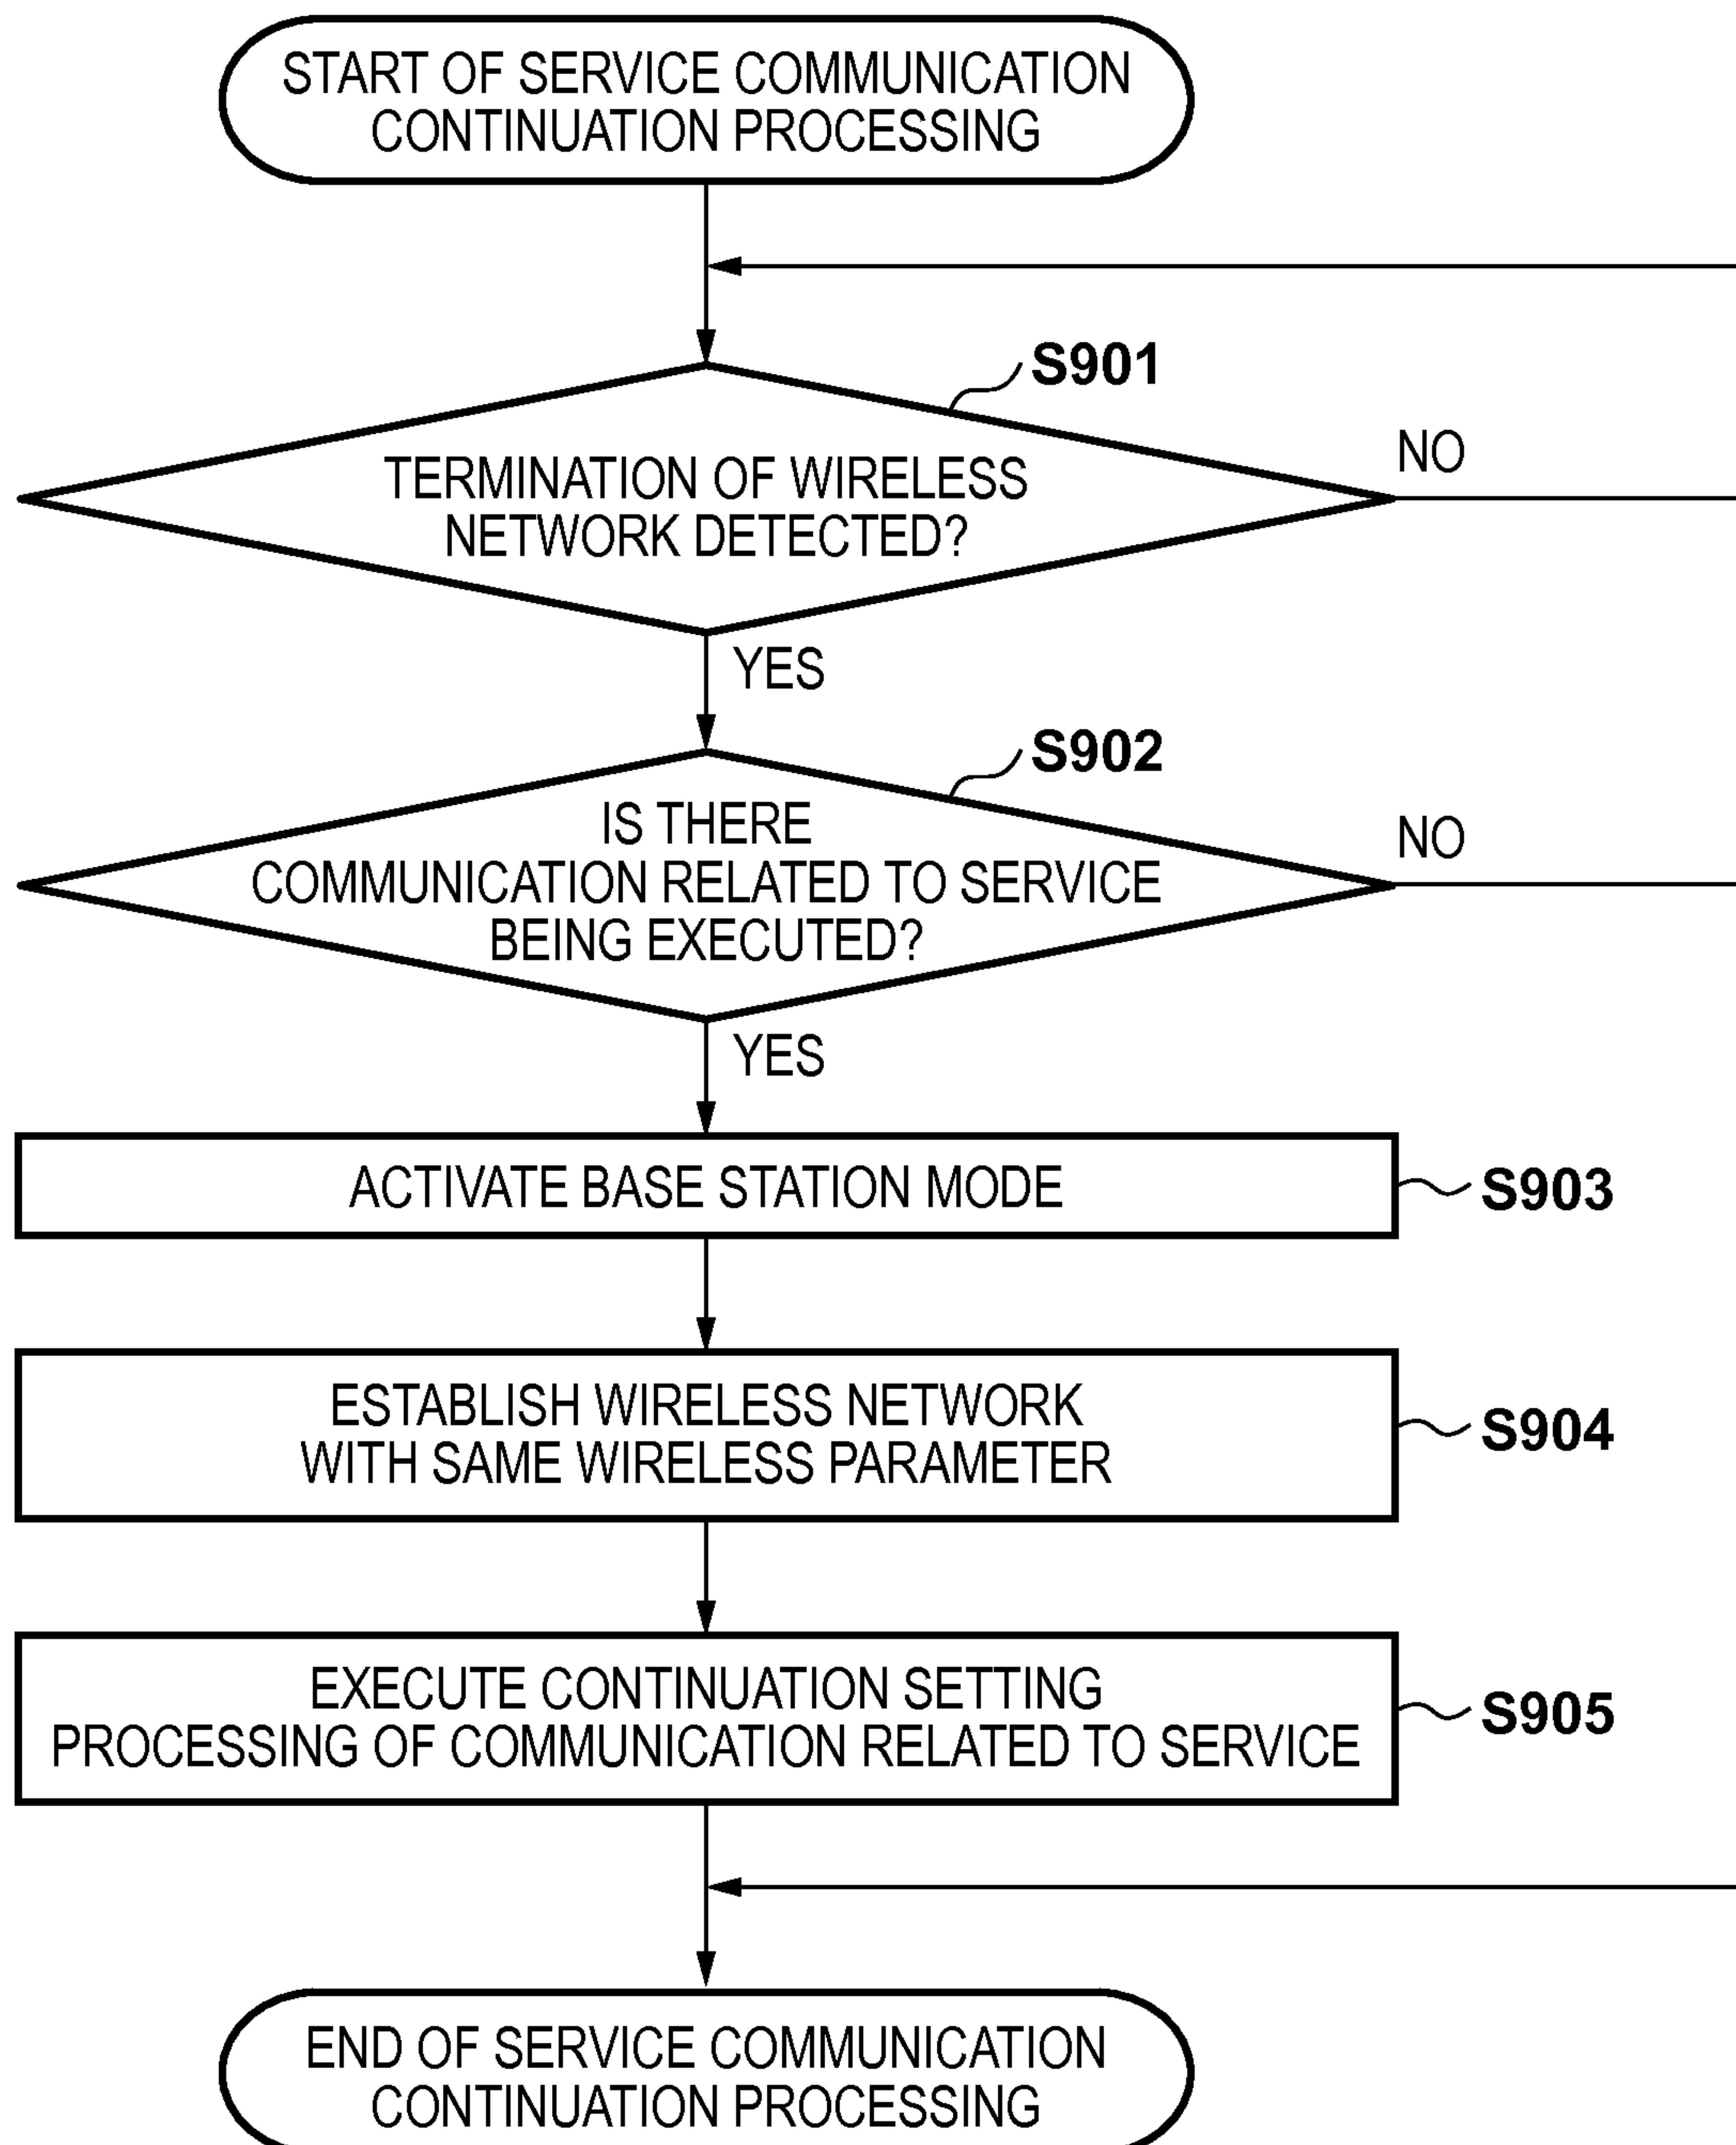 START OF SERVICE COMMUNICATION
CONTINUATION PROCESSING
S901
NO
TERMINATION OF WIRELESS
NETWORK DETECTED?
YES
S902
NO
IS THERE
COMMUNICATION RELATED TO SERVICE
BEING EXECUTED?
YES
ACTIVATE BASE STATION MODE
S903
ESTABLISH WIRELESS NETWORK
WITH SAME WIRELESS PARAMETER
S904
EXECUTE CONTINUATION SETTING
PROCESSING OF COMMUNICATION RELATED TO SERVICE
S905
END OF SERVICE COMMUNICATION
CONTINUATION PROCESSING